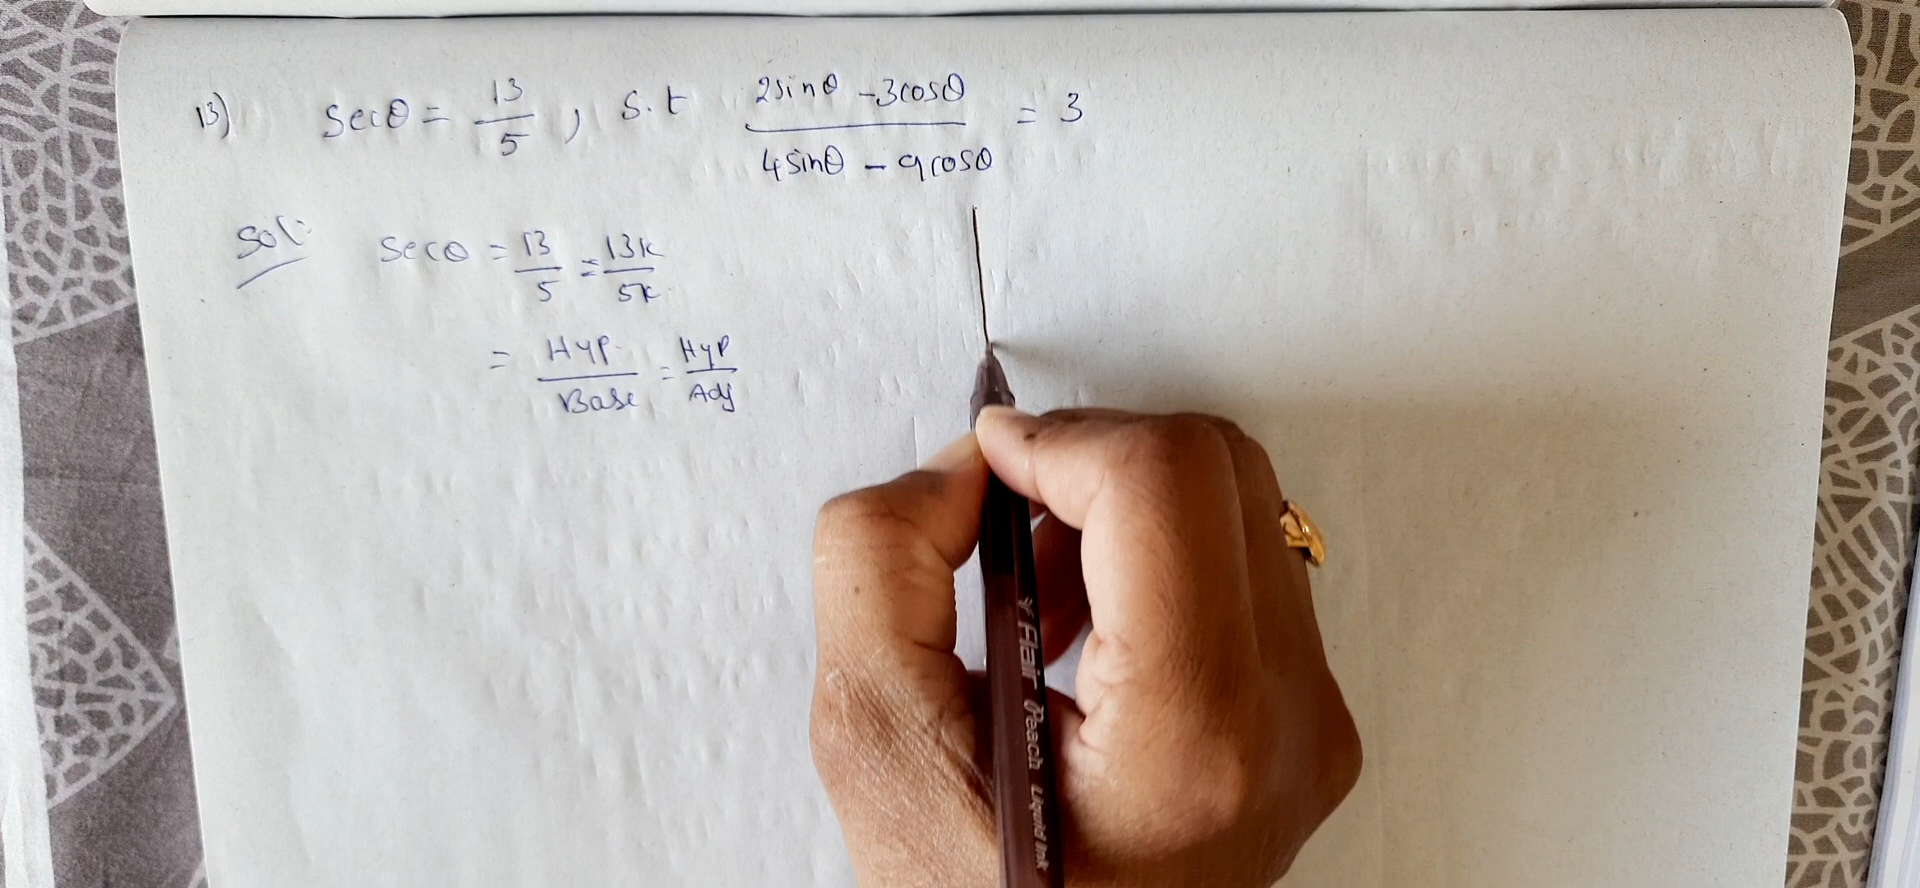 13) Secθ = 13/5, S.t (2sinθ - 3cosθ)/(4sinθ - 9cosθ) = 3
Sol: Secθ = 13/5 = 13k/5k
= Hyp./Base = Hyp/Adj
Flair Peach Liquid Ink